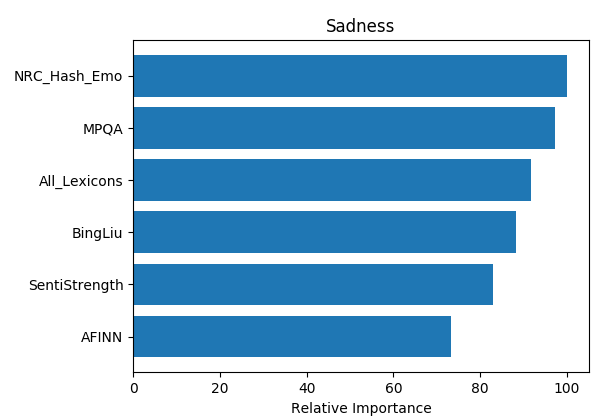 Sadness
NRC_Hash_Emo
MPQA
All_Lexicons
BingLiu
SentiStrength
AFINN
0 20 40 60 80 100
Relative Importance